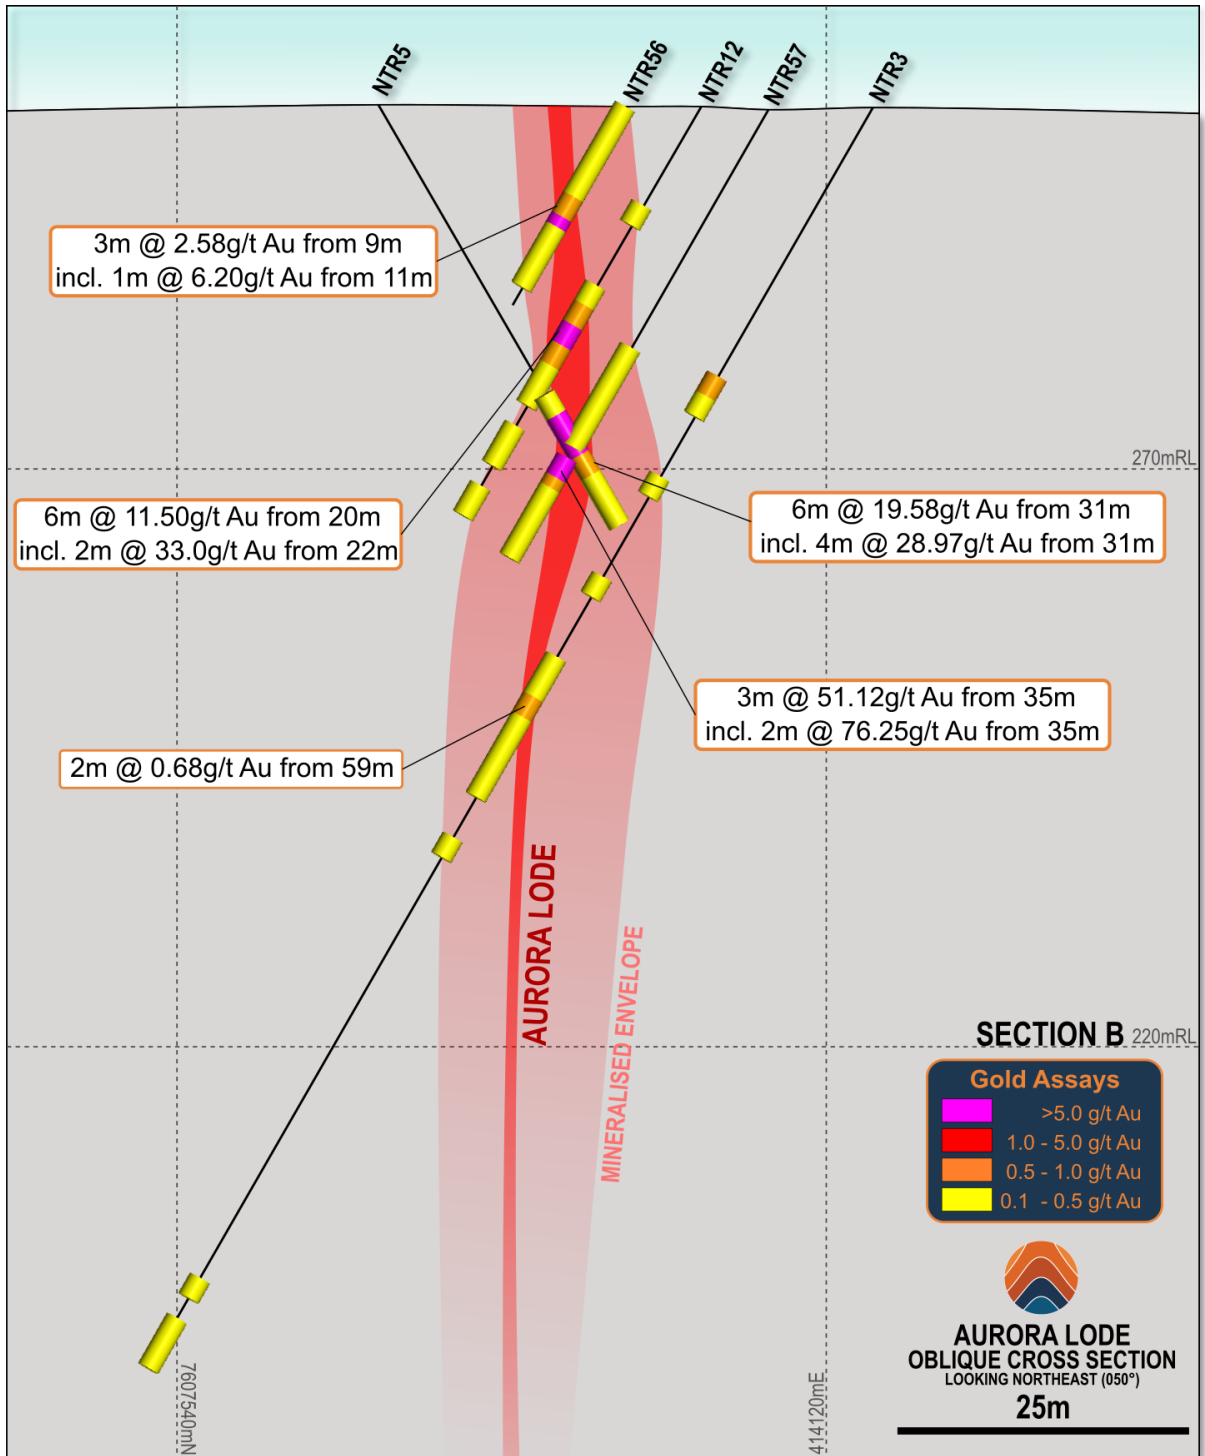 NTR5
NTR56
NTR12
NTR57
NTR3
3m @ 2.58g/t Au from 9m
incl. 1m @ 6.20g/t Au from 11m
270mRL
6m @ 11.50g/t Au from 20m
incl. 2m @ 33.0g/t Au from 22m
6m @ 19.58g/t Au from 31m
incl. 4m @ 28.97g/t Au from 31m
3m @ 51.12g/t Au from 35m
incl. 2m @ 76.25g/t Au from 35m
2m @ 0.68g/t Au from 59m
AURORA LODE
MINERALISED ENVELOPE
SECTION B
220mRL
Gold Assays
>5.0 g/t Au
1.0 - 5.0 g/t Au
0.5 - 1.0 g/t Au
0.1 - 0.5 g/t Au
AURORA LODE
OBLIQUE CROSS SECTION
LOOKING NORTHEAST (050°)
25m
7607540mN
414120mE